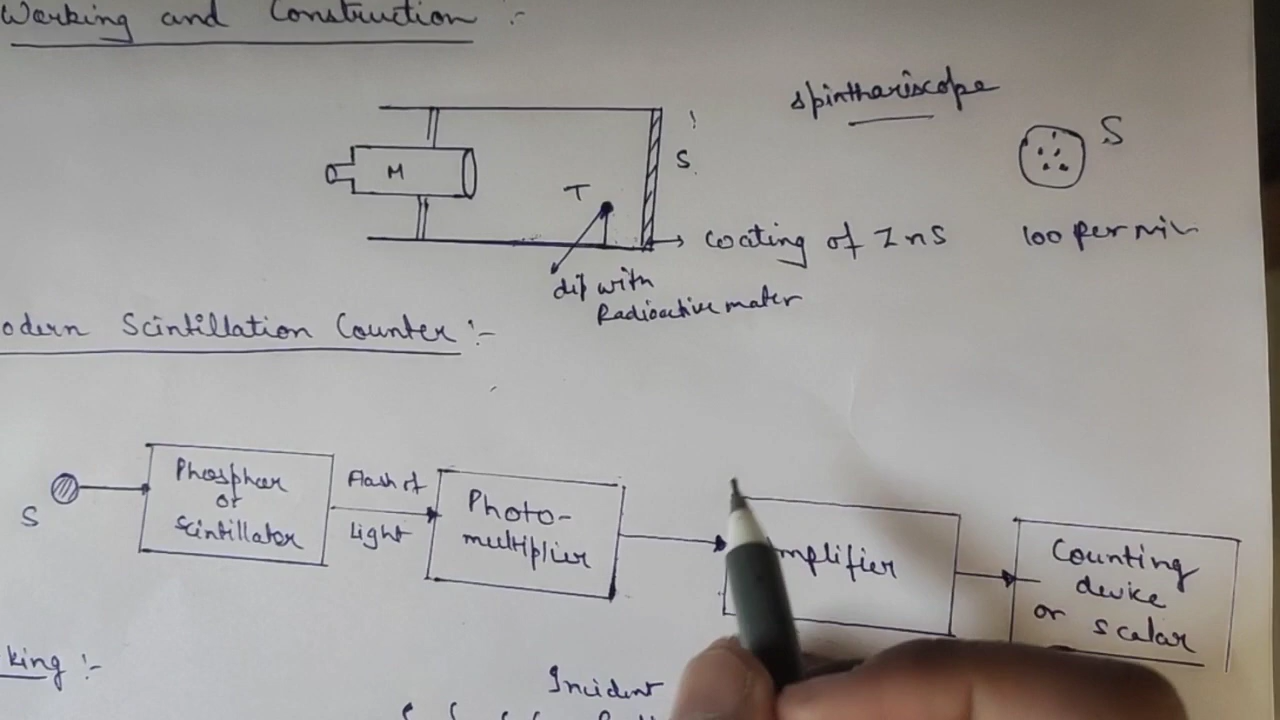 Working and Construction :-
spinthariscope
S
M
S
T
coating of ZnS
100 per min
dip with
Radioactive mater
odern Scintillation Counter :-
S
Phosphor
or
Scintillator
Flash of
Light
Photo-
multiplier
mplifier
Counting
device
or scalar
king :-
Incident